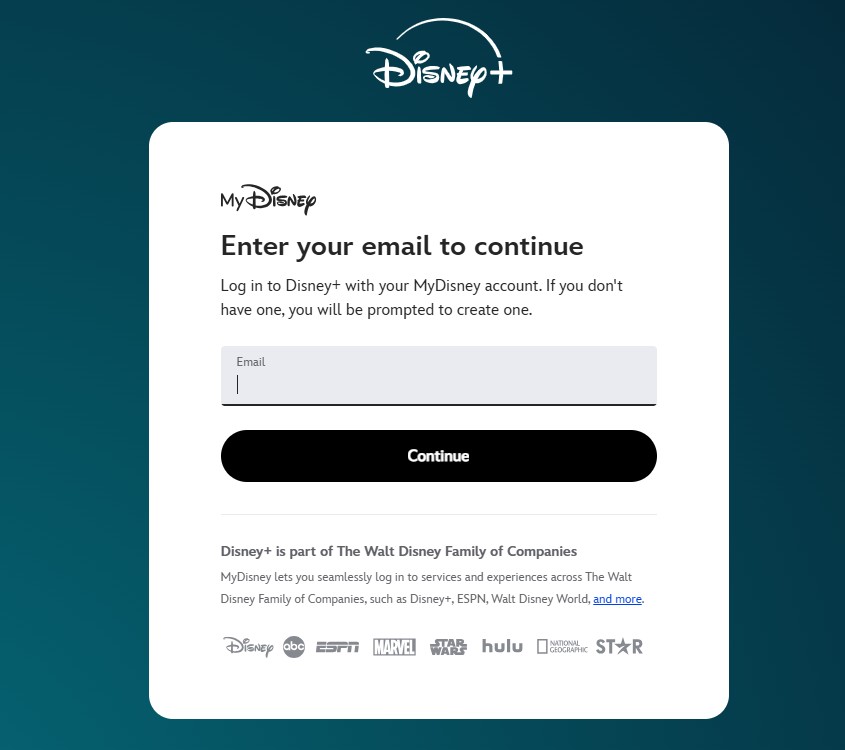 Disney+
MyDisney
Enter your email to continue
Log in to Disney+ with your MyDisney account. If you don't
have one, you will be prompted to create one.
Email
Continue
Disney+ is part of The Walt Disney Family of Companies
MyDisney lets you seamlessly log in to services and experiences across The Walt
Disney Family of Companies, such as Disney+, ESPN, Walt Disney World, and more.
Disney abc ESPN MARVEL STAR WARS hulu NATIONAL GEOGRAPHIC ST★R